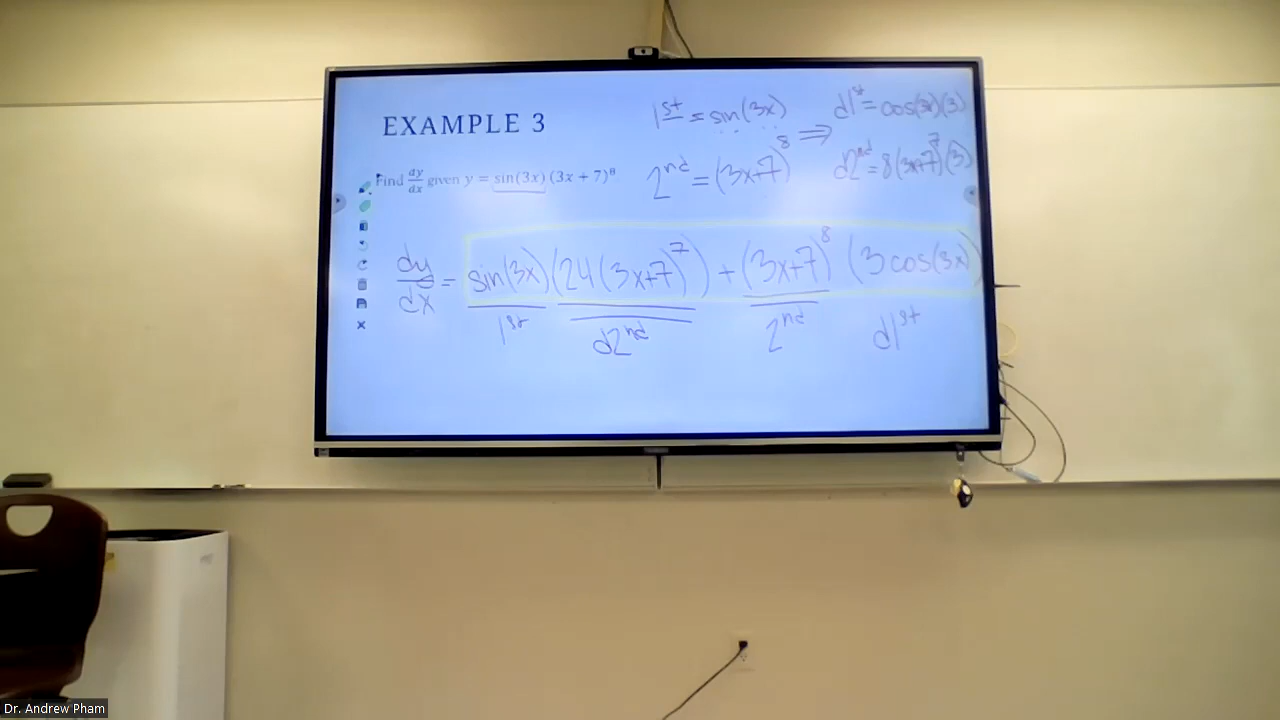 EXAMPLE 3
Find dy/dx given y = sin(3x) (3x + 7)⁸
1st = sin(3x) ⇒ d1st = cos(3x)(3)
2nd = (3x+7)⁸ d2nd = 8(3x+7)⁷(3)
dy/dx = sin(3x)(24(3x+7)⁷) + (3x+7)⁸ (3cos(3x)
1st d2nd 2nd d1st
Dr. Andrew Pham